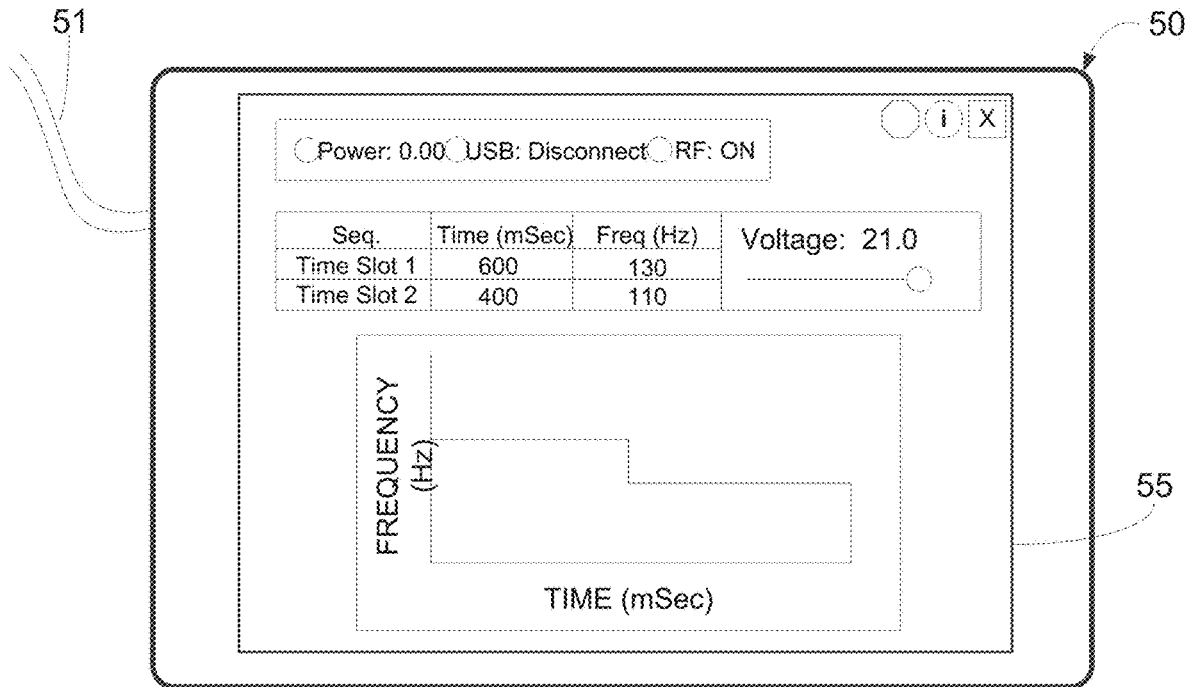 51
50
i X
Power: 0.00 USB: Disconnect RF: ON
Seq. Time (mSec) Freq (Hz) Voltage: 21.0
Time Slot 1 600 130
Time Slot 2 400 110
FREQUENCY
(Hz)
55
TIME (mSec)